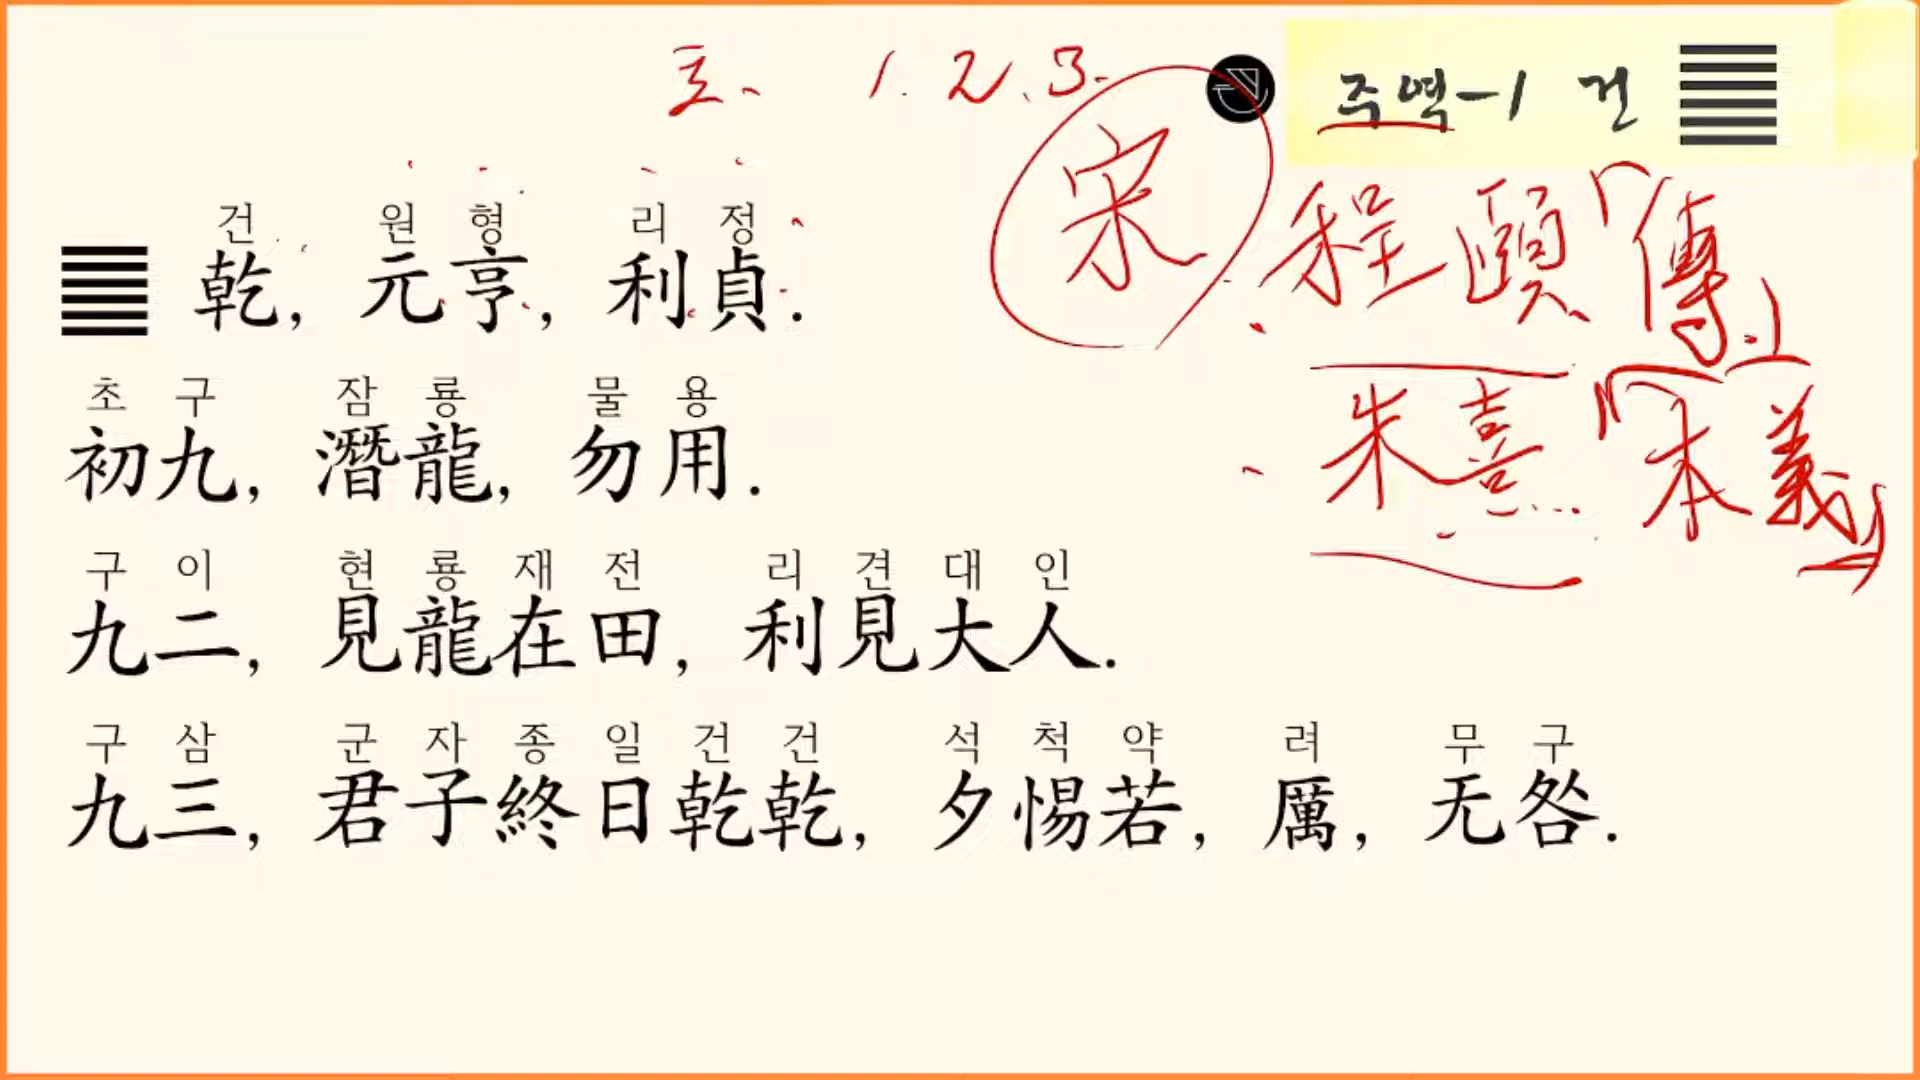 1. 2. 3.
주역-1 건
宋 程頤「傳」
朱熹「本義」
건 원 형 리 정
乾, 元亨, 利貞.
초 구 잠 룡 물 용
初九, 潛龍, 勿用.
구 이 현 룡 재 전 리 견 대 인
九二, 見龍在田, 利見大人.
구 삼 군 자 종 일 건 건 석 척 약 려 무 구
九三, 君子終日乾乾, 夕惕若, 厲, 无咎.